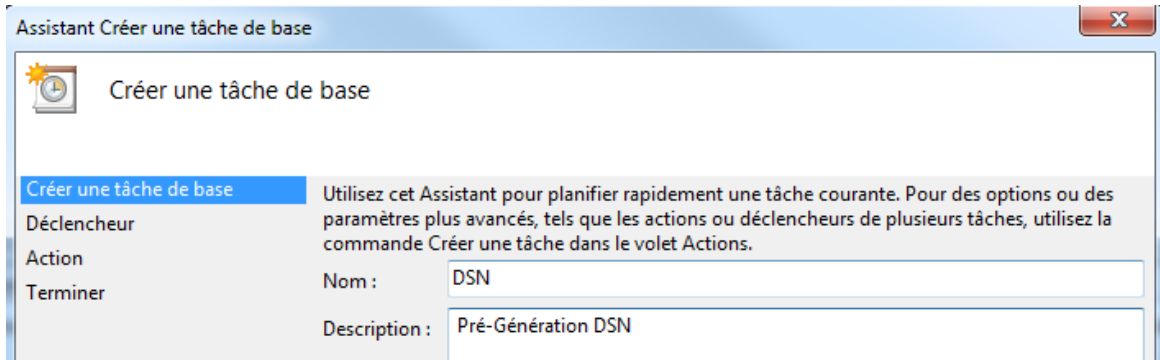 Assistant Créer une tâche de base
Créer une tâche de base
Créer une tâche de base
Déclencheur
Action
Terminer
Utilisez cet Assistant pour planifier rapidement une tâche courante. Pour des options ou des
paramètres plus avancés, tels que les actions ou déclencheurs de plusieurs tâches, utilisez la
commande Créer une tâche dans le volet Actions.
Nom : DSN
Description : Pré-Génération DSN